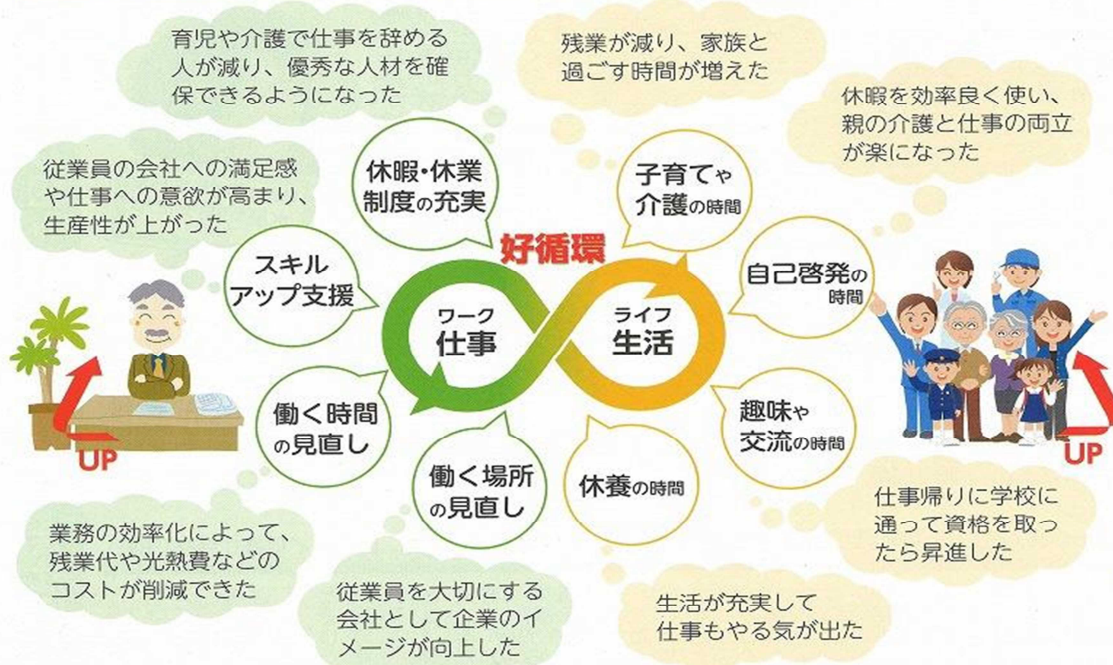 育児や介護で仕事を辞める
人が減り、優秀な人材を確
保できるようになった
残業が減り、家族と
過ごす時間が増えた
休暇を効率良く使い、
親の介護と仕事の両立
が楽になった
従業員の会社への満足感
や仕事への意欲が高まり、
生産性が上がった
休暇・休業
制度の充実
子育てや
介護の時間
好循環
スキル
アップ支援
自己啓発の
時間
ワーク
仕事
ライフ
生活
働く時間
の見直し
趣味や
交流の時間
UP
UP
働く場所
の見直し
休養の時間
業務の効率化によって、
残業代や光熱費などの
コストが削減できた
仕事帰りに学校に
通って資格を取っ
たら昇進した
従業員を大切にする
会社として企業のイ
メージが向上した
生活が充実して
仕事もやる気が出た